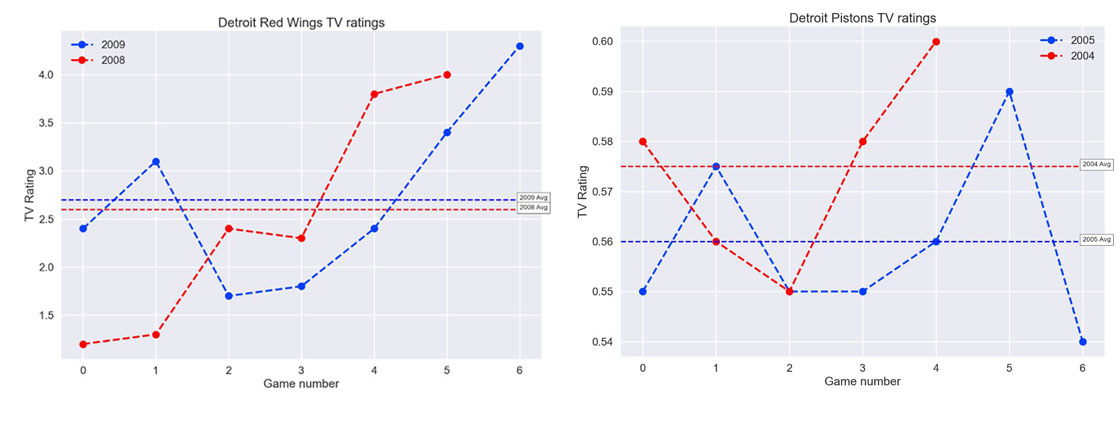 Detroit Red Wings TV ratings
2009
2008
4.0
3.5
3.0
2.5
2.0
1.5
TV Rating
2009 Avg
2008 Avg
0 1 2 3 4 5 6
Game number
Detroit Pistons TV ratings
2005
2004
0.60
0.59
0.58
0.57
0.56
0.55
0.54
TV Rating
2004 Avg
2005 Avg
0 1 2 3 4 5 6
Game number